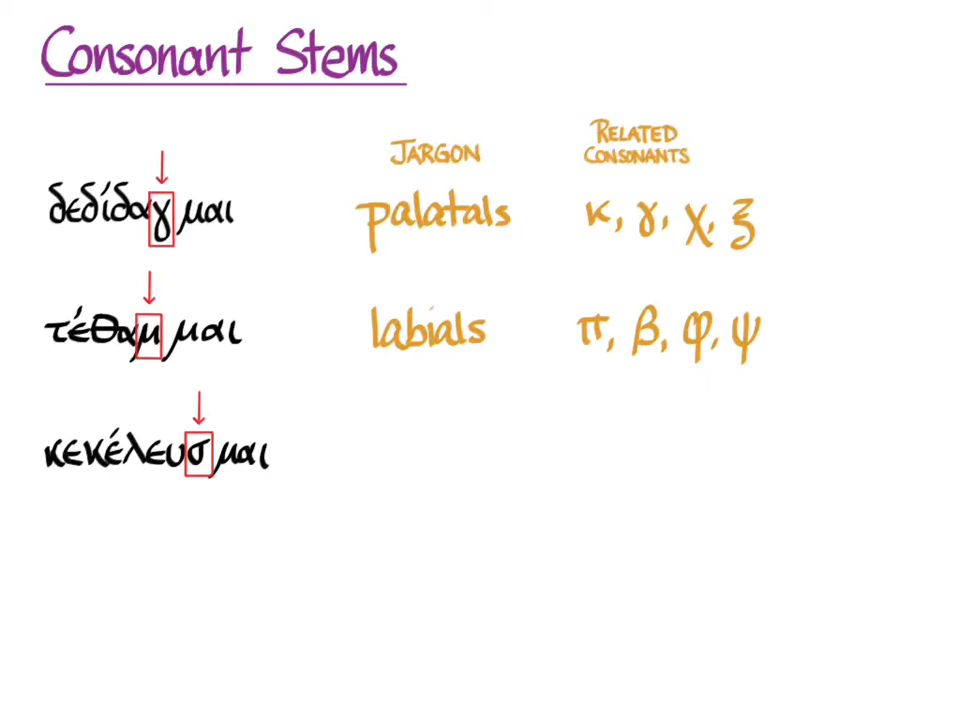 Consonant Stems
JARGON
RELATED CONSONANTS
δεδίδαγμαι palatals κ, γ, χ, ξ
τέθαμμαι labials π, β, φ, ψ
κεκέλευσμαι